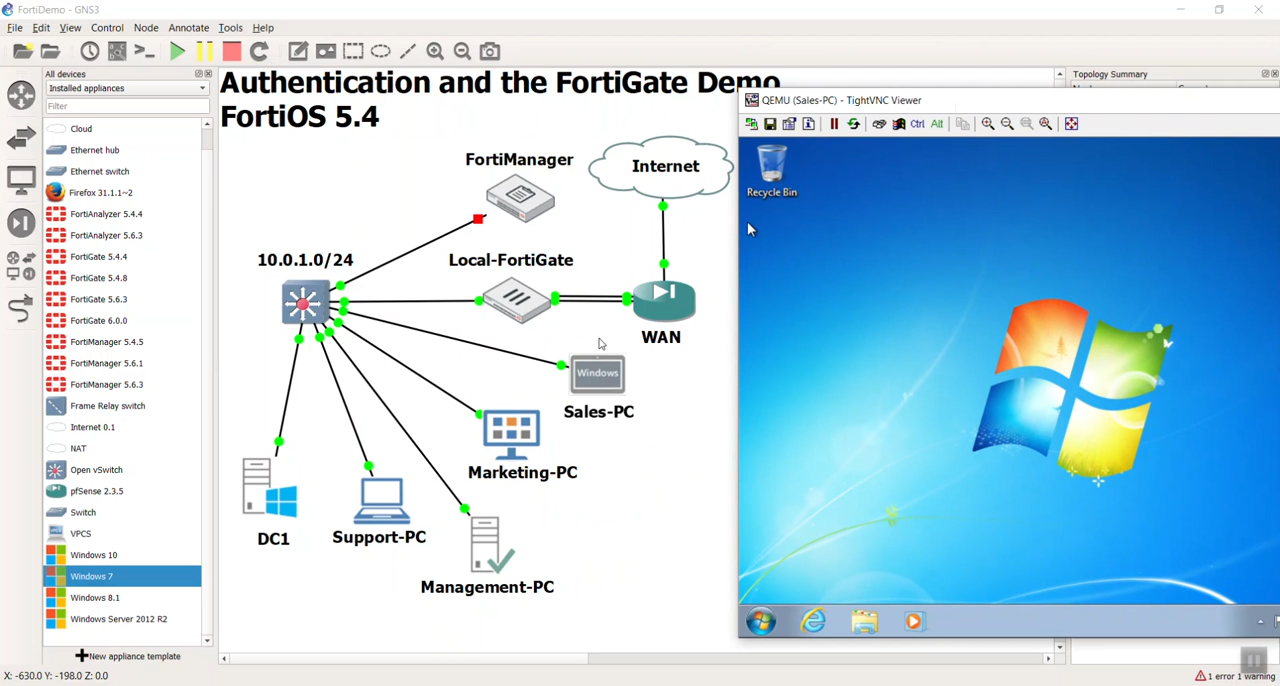 FortiDemo - GNS3
File Edit View Control Node Annotate Tools Help
All devices
Installed appliances
Filter
Cloud
Ethernet hub
Ethernet switch
Firefox 31.1.1~2
FortiAnalyzer 5.4.4
FortiAnalyzer 5.6.3
FortiGate 5.4.4
FortiGate 5.4.8
FortiGate 5.6.3
FortiGate 6.0.0
FortiManager 5.4.5
FortiManager 5.6.1
FortiManager 5.6.3
Frame Relay switch
Internet 0.1
NAT
Open vSwitch
pfSense 2.3.5
Switch
VPCS
Windows 10
Windows 7
Windows 8.1
Windows Server 2012 R2
New appliance template
X: -630.0 Y: -198.0 Z: 0.0
Authentication and the FortiGate Demo
FortiOS 5.4
FortiManager
Internet
10.0.1.0/24
Local-FortiGate
WAN
Windows
Sales-PC
Marketing-PC
DC1
Support-PC
Management-PC
Topology Summary
QEMU (Sales-PC) - TightVNC Viewer
Ctrl Alt
Recycle Bin
1 error 1 warning